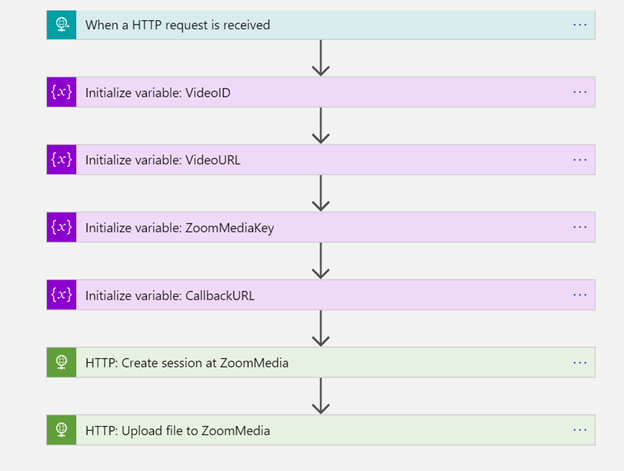 When a HTTP request is received ...
{x} Initialize variable: VideoID ...
{x} Initialize variable: VideoURL ...
{x} Initialize variable: ZoomMediaKey ...
{x} Initialize variable: CallbackURL ...
HTTP: Create session at ZoomMedia ...
HTTP: Upload file to ZoomMedia ...